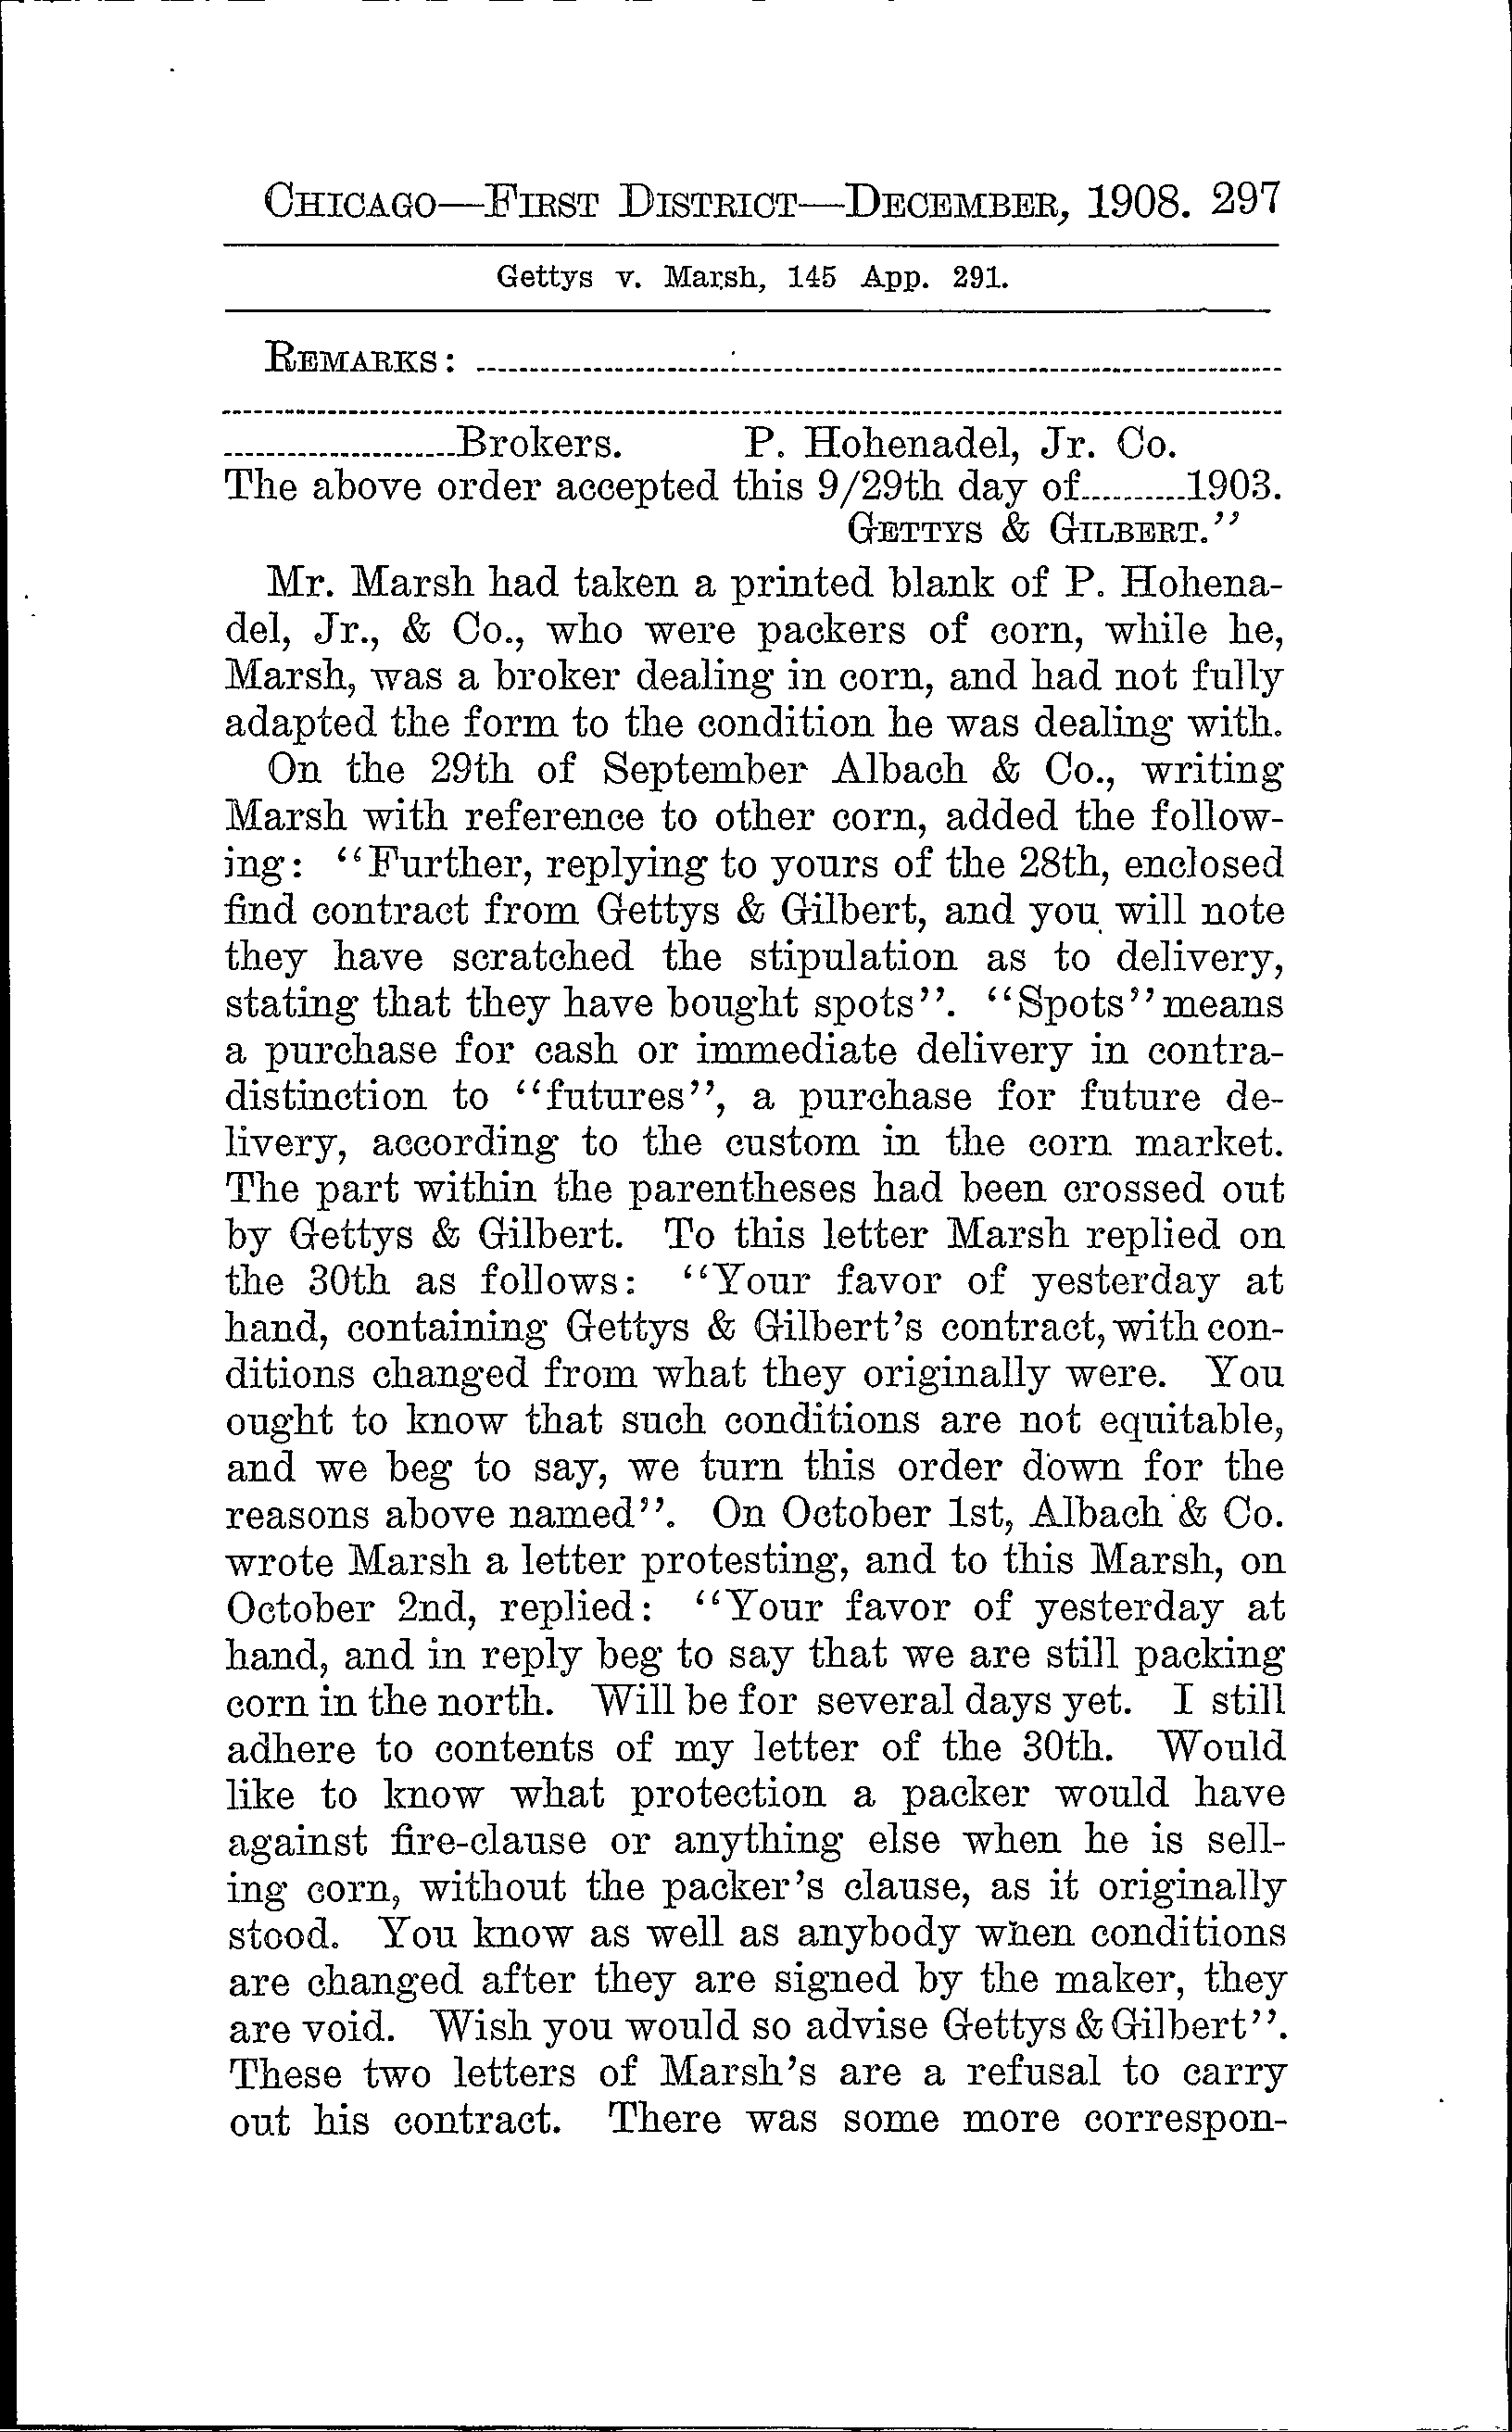 CHICAGO—FIRST DISTRICT—DECEMBER, 1908. 297
Gettys v. Marsh, 145 App. 291.
REMARKS: ........................................
........................................
....................Brokers. P. Hohenadel, Jr. Co.
The above order accepted this 9/29th day of..........1903.
GETTYS & GILBERT.”
Mr. Marsh had taken a printed blank of P. Hohena-
del, Jr., & Co., who were packers of corn, while he,
Marsh, was a broker dealing in corn, and had not fully
adapted the form to the condition he was dealing with.
On the 29th of September Albach & Co., writing
Marsh with reference to other corn, added the follow-
ing: “Further, replying to yours of the 28th, enclosed
find contract from Gettys & Gilbert, and you will note
they have scratched the stipulation as to delivery,
stating that they have bought spots”. “Spots” means
a purchase for cash or immediate delivery in contra-
distinction to “futures”, a purchase for future de-
livery, according to the custom in the corn market.
The part within the parentheses had been crossed out
by Gettys & Gilbert. To this letter Marsh replied on
the 30th as follows: “Your favor of yesterday at
hand, containing Gettys & Gilbert’s contract, with con-
ditions changed from what they originally were. You
ought to know that such conditions are not equitable,
and we beg to say, we turn this order down for the
reasons above named”. On October 1st, Albach & Co.
wrote Marsh a letter protesting, and to this Marsh, on
October 2nd, replied: “Your favor of yesterday at
hand, and in reply beg to say that we are still packing
corn in the north. Will be for several days yet. I still
adhere to contents of my letter of the 30th. Would
like to know what protection a packer would have
against fire-clause or anything else when he is sell-
ing corn, without the packer’s clause, as it originally
stood. You know as well as anybody when conditions
are changed after they are signed by the maker, they
are void. Wish you would so advise Gettys & Gilbert”.
These two letters of Marsh’s are a refusal to carry
out his contract. There was some more correspon-